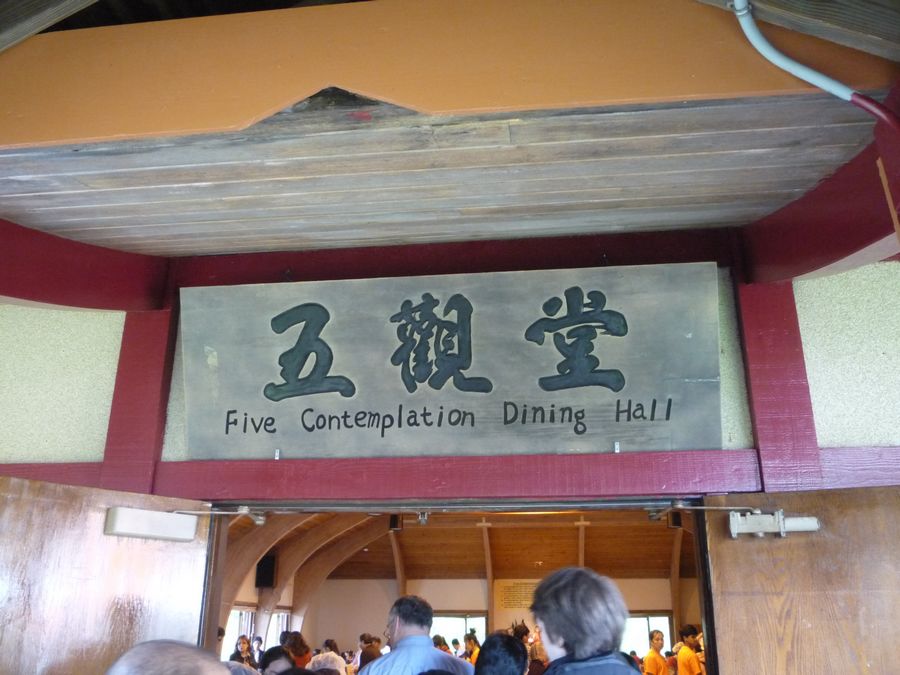 五觀堂
Five Contemplation Dining Hall